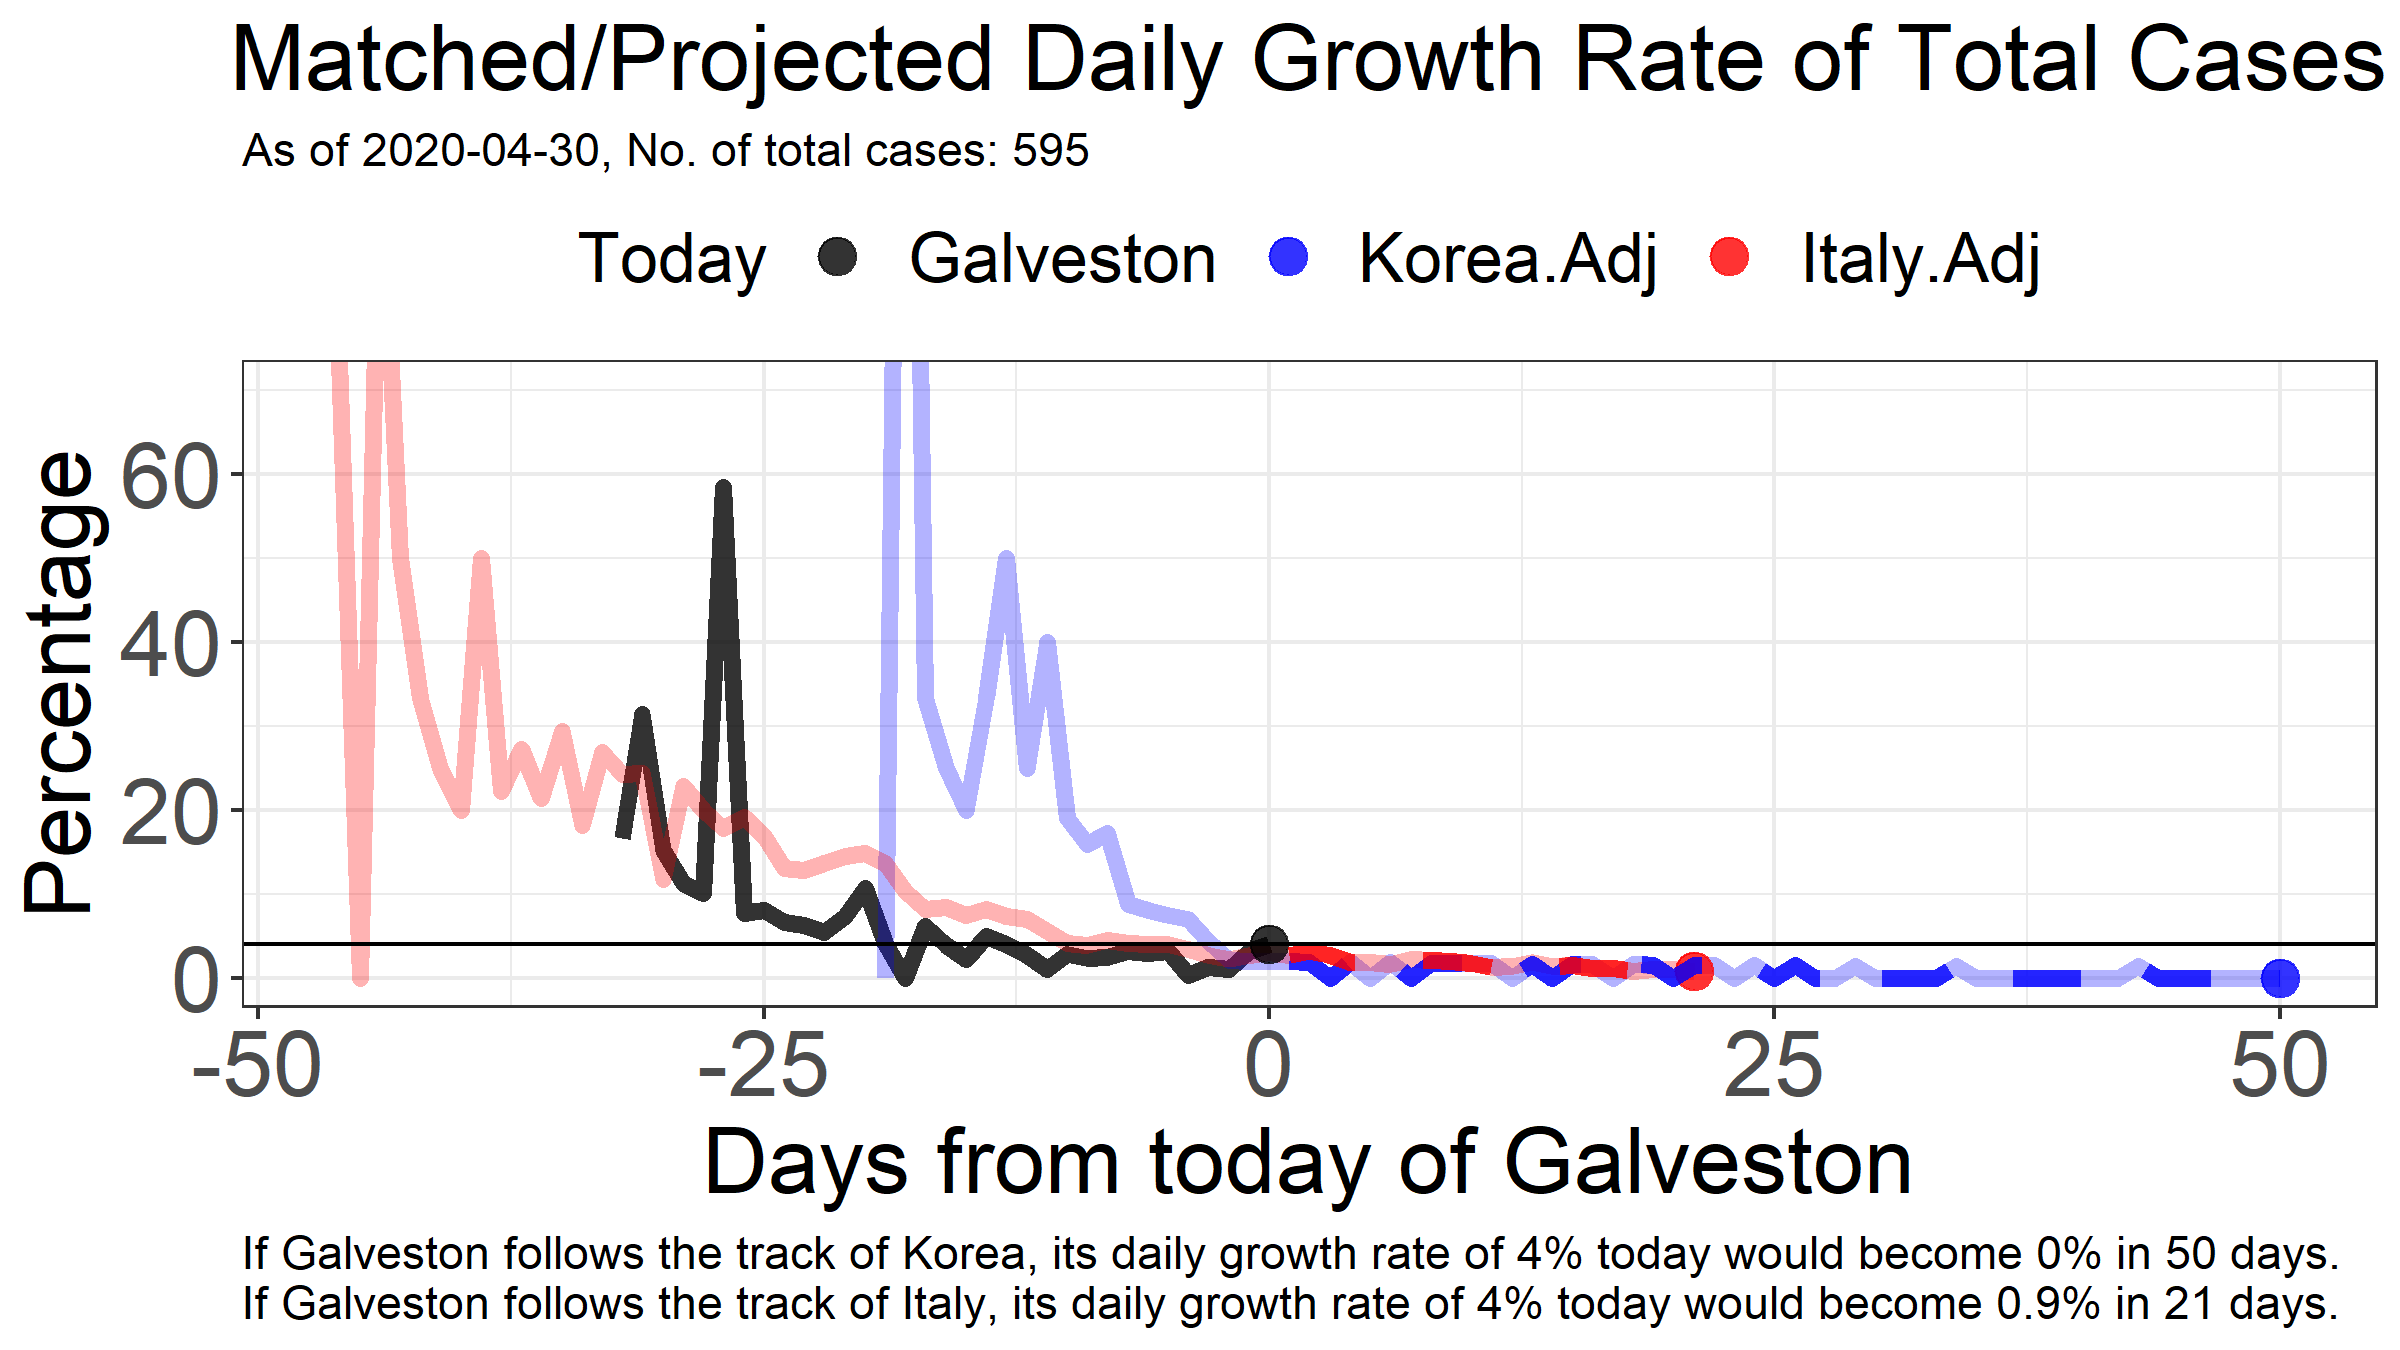 Matched/Projected Daily Growth Rate of Total Cases
As of 2020-04-30, No. of total cases: 595
Today Galveston Korea.Adj Italy.Adj
Percentage
60
40
20
0
-50 -25 0 25 50
Days from today of Galveston
If Galveston follows the track of Korea, its daily growth rate of 4% today would become 0% in 50 days.
If Galveston follows the track of Italy, its daily growth rate of 4% today would become 0.9% in 21 days.